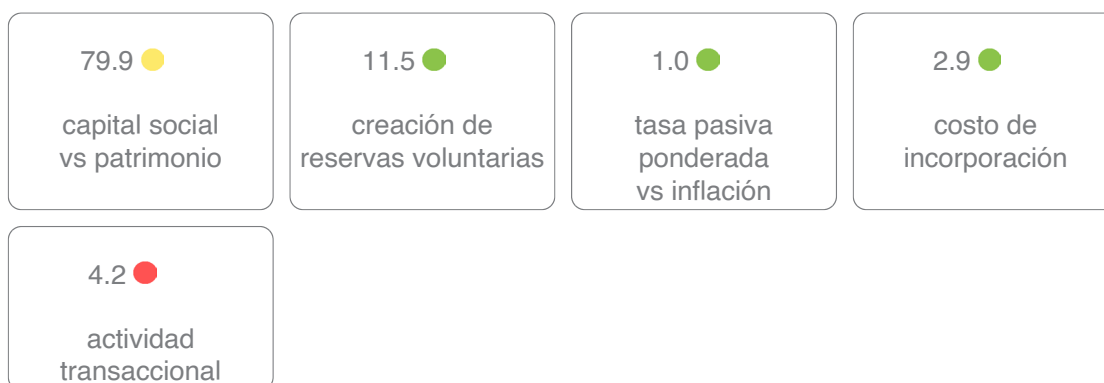 79.9
capital social
vs patrimonio
11.5
creación de
reservas voluntarias
1.0
tasa pasiva
ponderada
vs inflación
2.9
costo de
incorporación
4.2
actividad
transaccional